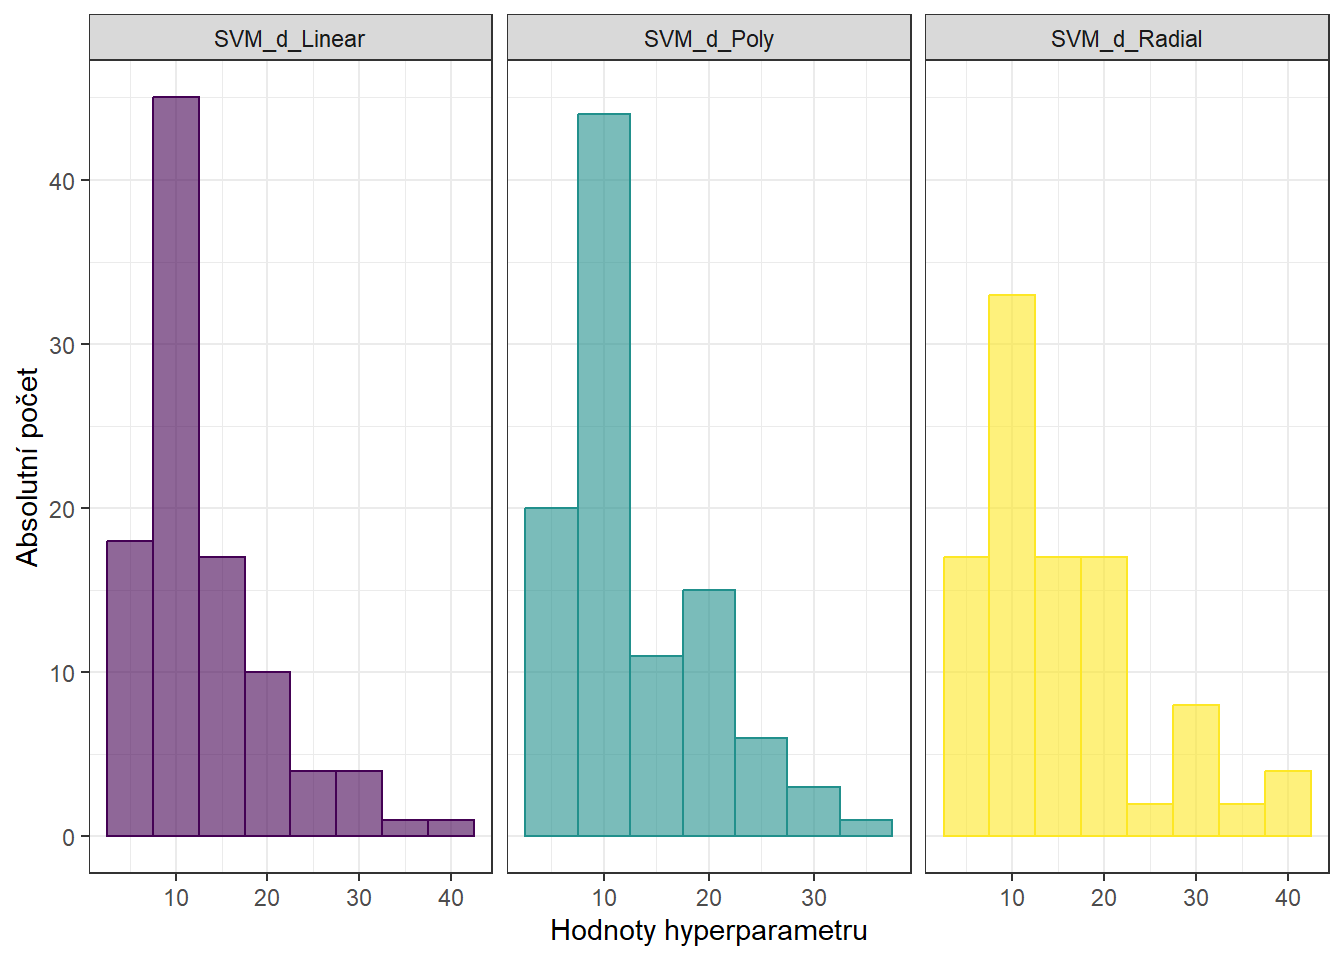 SVM_d_Linear SVM_d_Poly SVM_d_Radial
Absolutní počet
40
30
20
10
0
10 20 30 40 10 20 30 10 20 30 40
Hodnoty hyperparametru